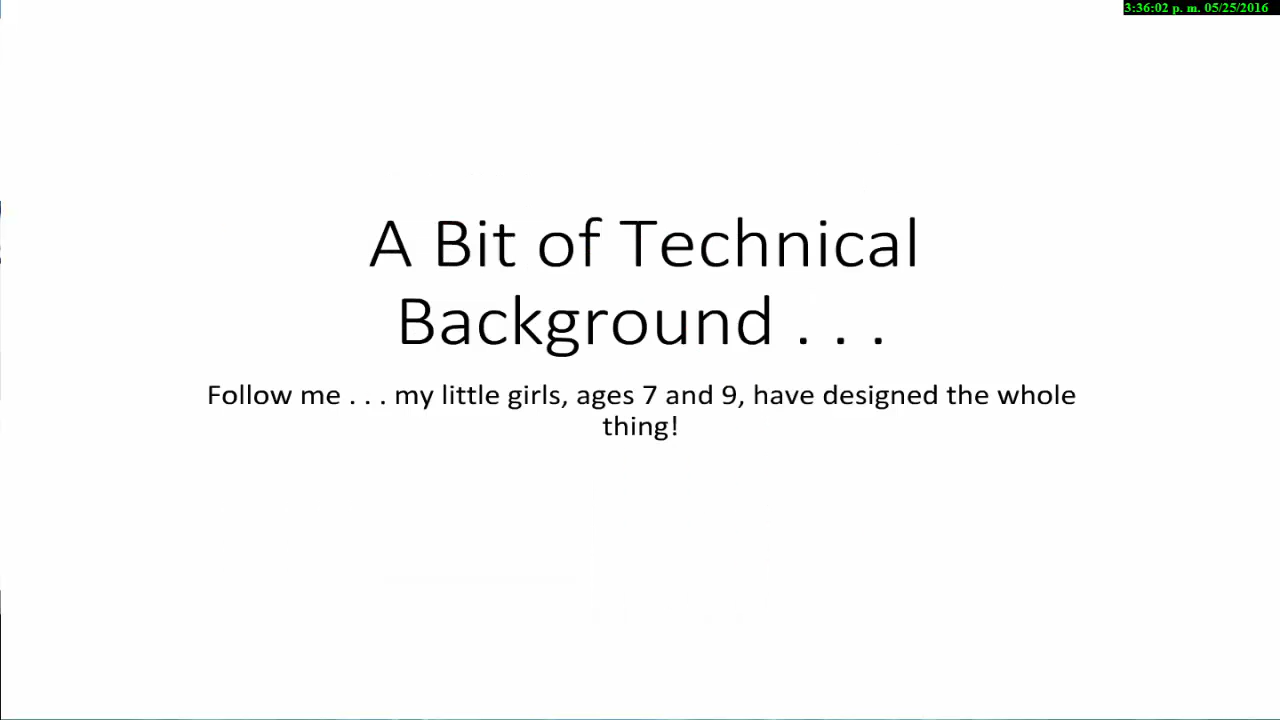 3:36:02 p. m. 05/25/2016
A Bit of Technical
Background . . .
Follow me . . . my little girls, ages 7 and 9, have designed the whole
thing!